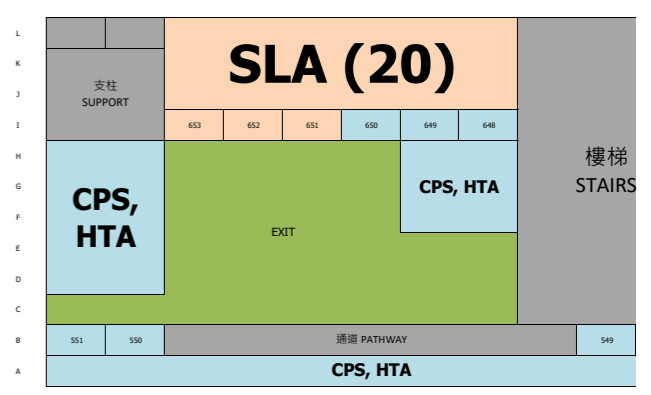 L
K
SLA (20)
J
支柱
SUPPORT
I
653 652 651 650 649 648
H
樓梯
STAIRS
G
CPS,
HTA
CPS, HTA
F
EXIT
E
D
C
B
551 550 通道 PATHWAY 549
A
CPS, HTA